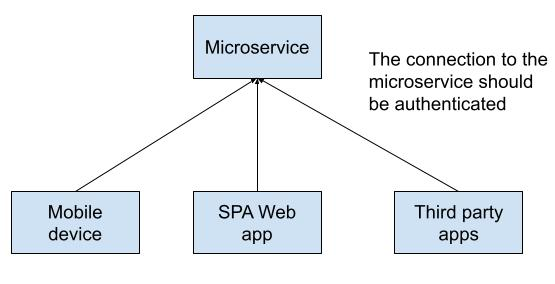 Microservice
The connection to the
microservice should
be authenticated
Mobile
device
SPA Web
app
Third party
apps